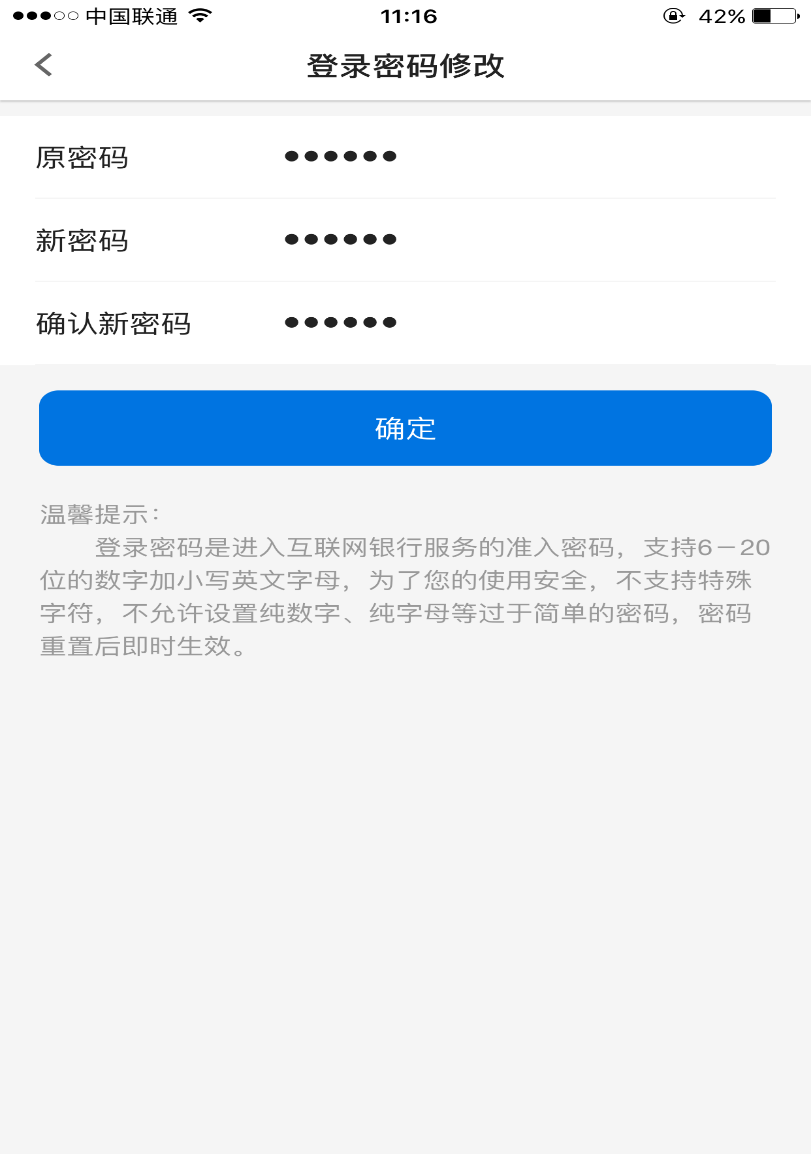 中国联通
11:16
42%
登录密码修改
原密码 ●●●●●●
新密码 ●●●●●●
确认新密码 ●●●●●●
确定
温馨提示：
登录密码是进入互联网银行服务的准入密码，支持6－20
位的数字加小写英文字母，为了您的使用安全，不支持特殊
字符，不允许设置纯数字、纯字母等过于简单的密码，密码
重置后即时生效。